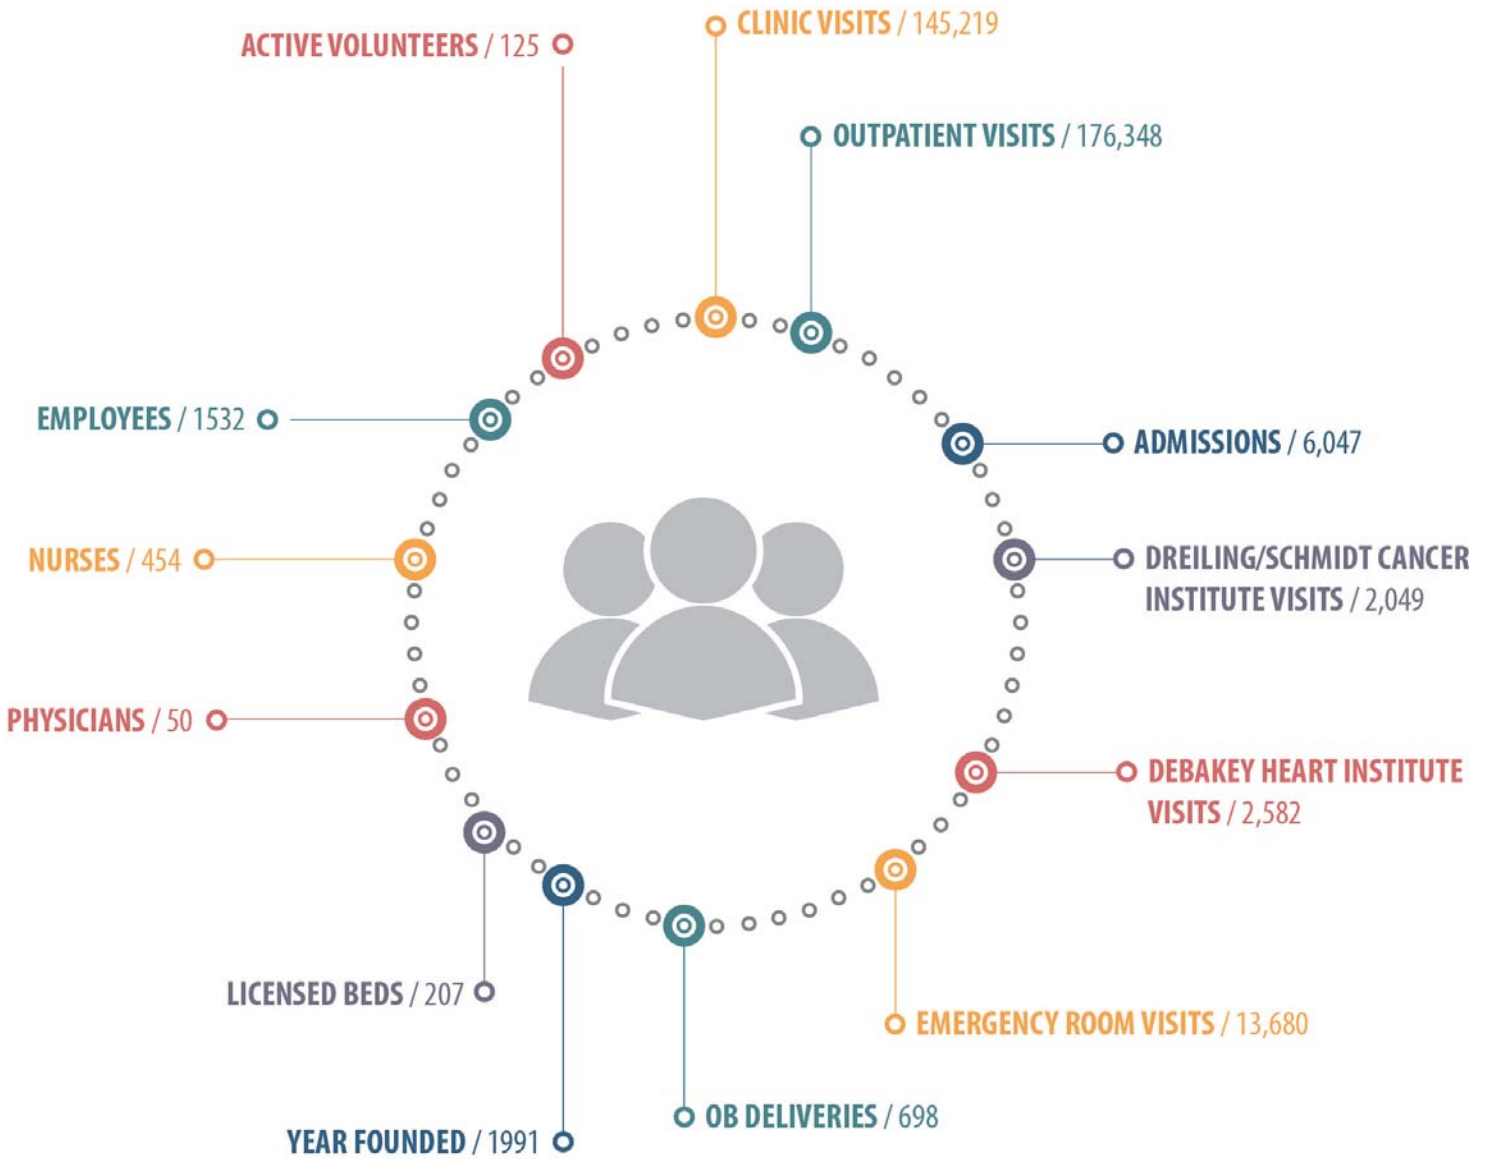 CLINIC VISITS / 145,219
ACTIVE VOLUNTEERS / 125
OUTPATIENT VISITS / 176,348
EMPLOYEES / 1532
ADMISSIONS / 6,047
NURSES / 454
DREILING/SCHMIDT CANCER
INSTITUTE VISITS / 2,049
PHYSICIANS / 50
DEBAKEY HEART INSTITUTE
VISITS / 2,582
LICENSED BEDS / 207
EMERGENCY ROOM VISITS / 13,680
OB DELIVERIES / 698
YEAR FOUNDED / 1991